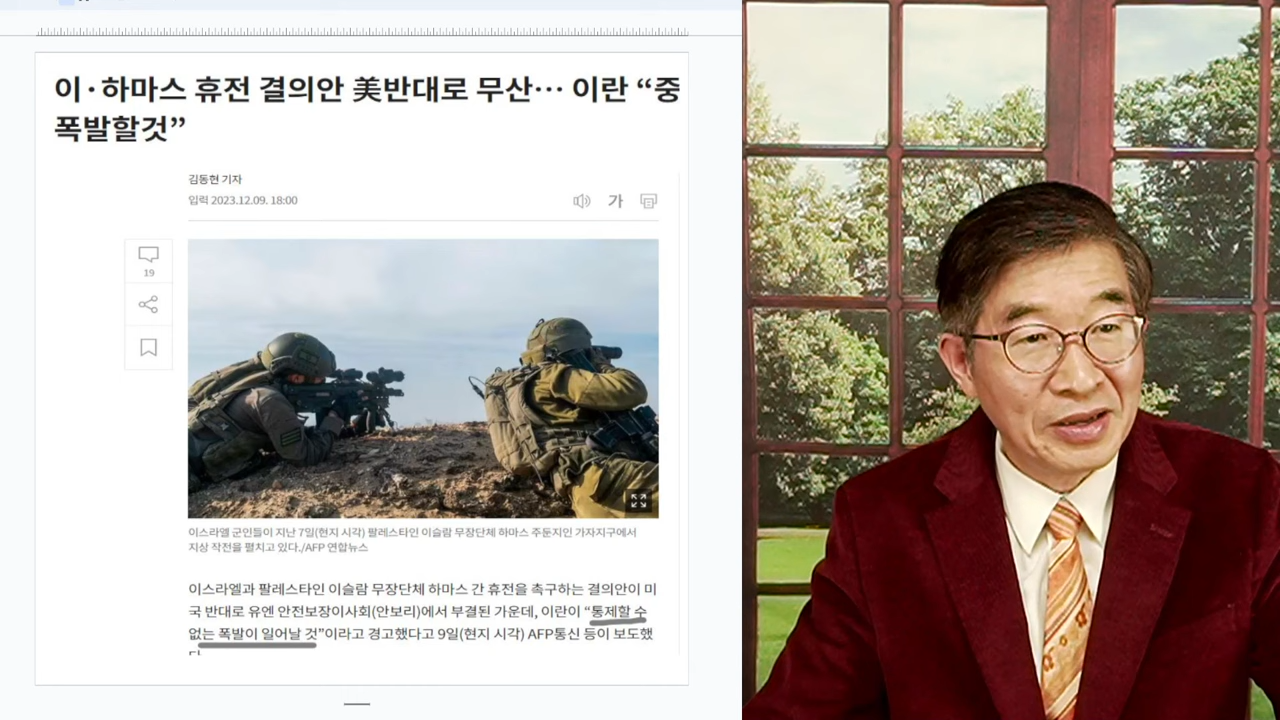 이·하마스 휴전 결의안 美반대로 무산… 이란 “중
폭발할것”
김동현 기자
입력 2023.12.09. 18:00
가
19
이스라엘 군인들이 지난 7일(현지 시각) 팔레스타인 이슬람 무장단체 하마스 주둔지인 가자지구에서
지상 작전을 펼치고 있다./AFP 연합뉴스
이스라엘과 팔레스타인 이슬람 무장단체 하마스 간 휴전을 촉구하는 결의안이 미
국 반대로 유엔 안전보장이사회(안보리)에서 부결된 가운데, 이란이 “통제할 수
없는 폭발이 일어날 것”이라고 경고했다고 9일(현지 시각) AFP통신 등이 보도했